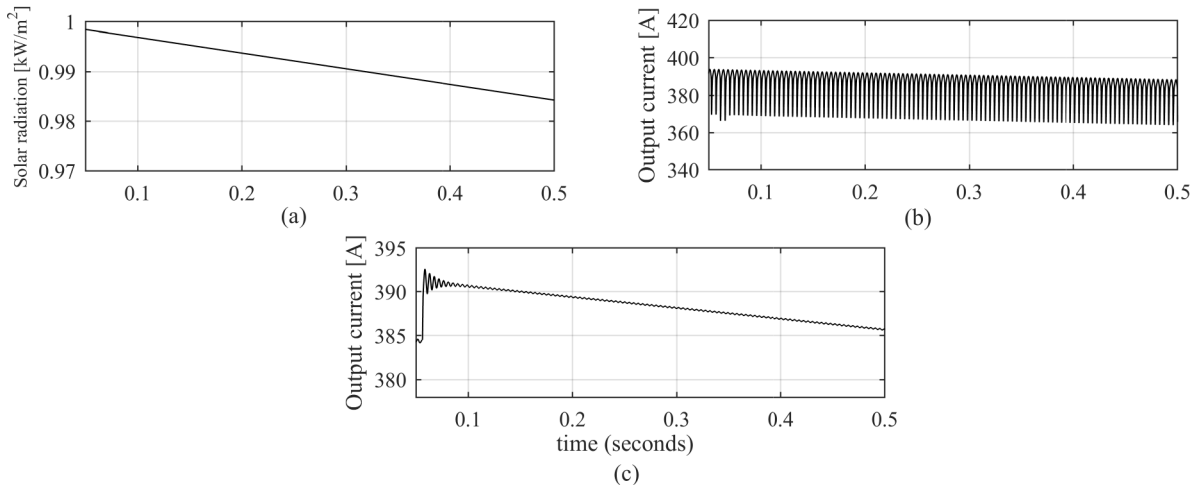 Solar radiation [kW/m²]
1
0.99
0.98
0.97
0.1 0.2 0.3 0.4 0.5
(a)
Output current [A]
420
400
380
360
340
0.1 0.2 0.3 0.4 0.5
(b)
Output current [A]
395
390
385
380
0.1 0.2 0.3 0.4 0.5
time (seconds)
(c)